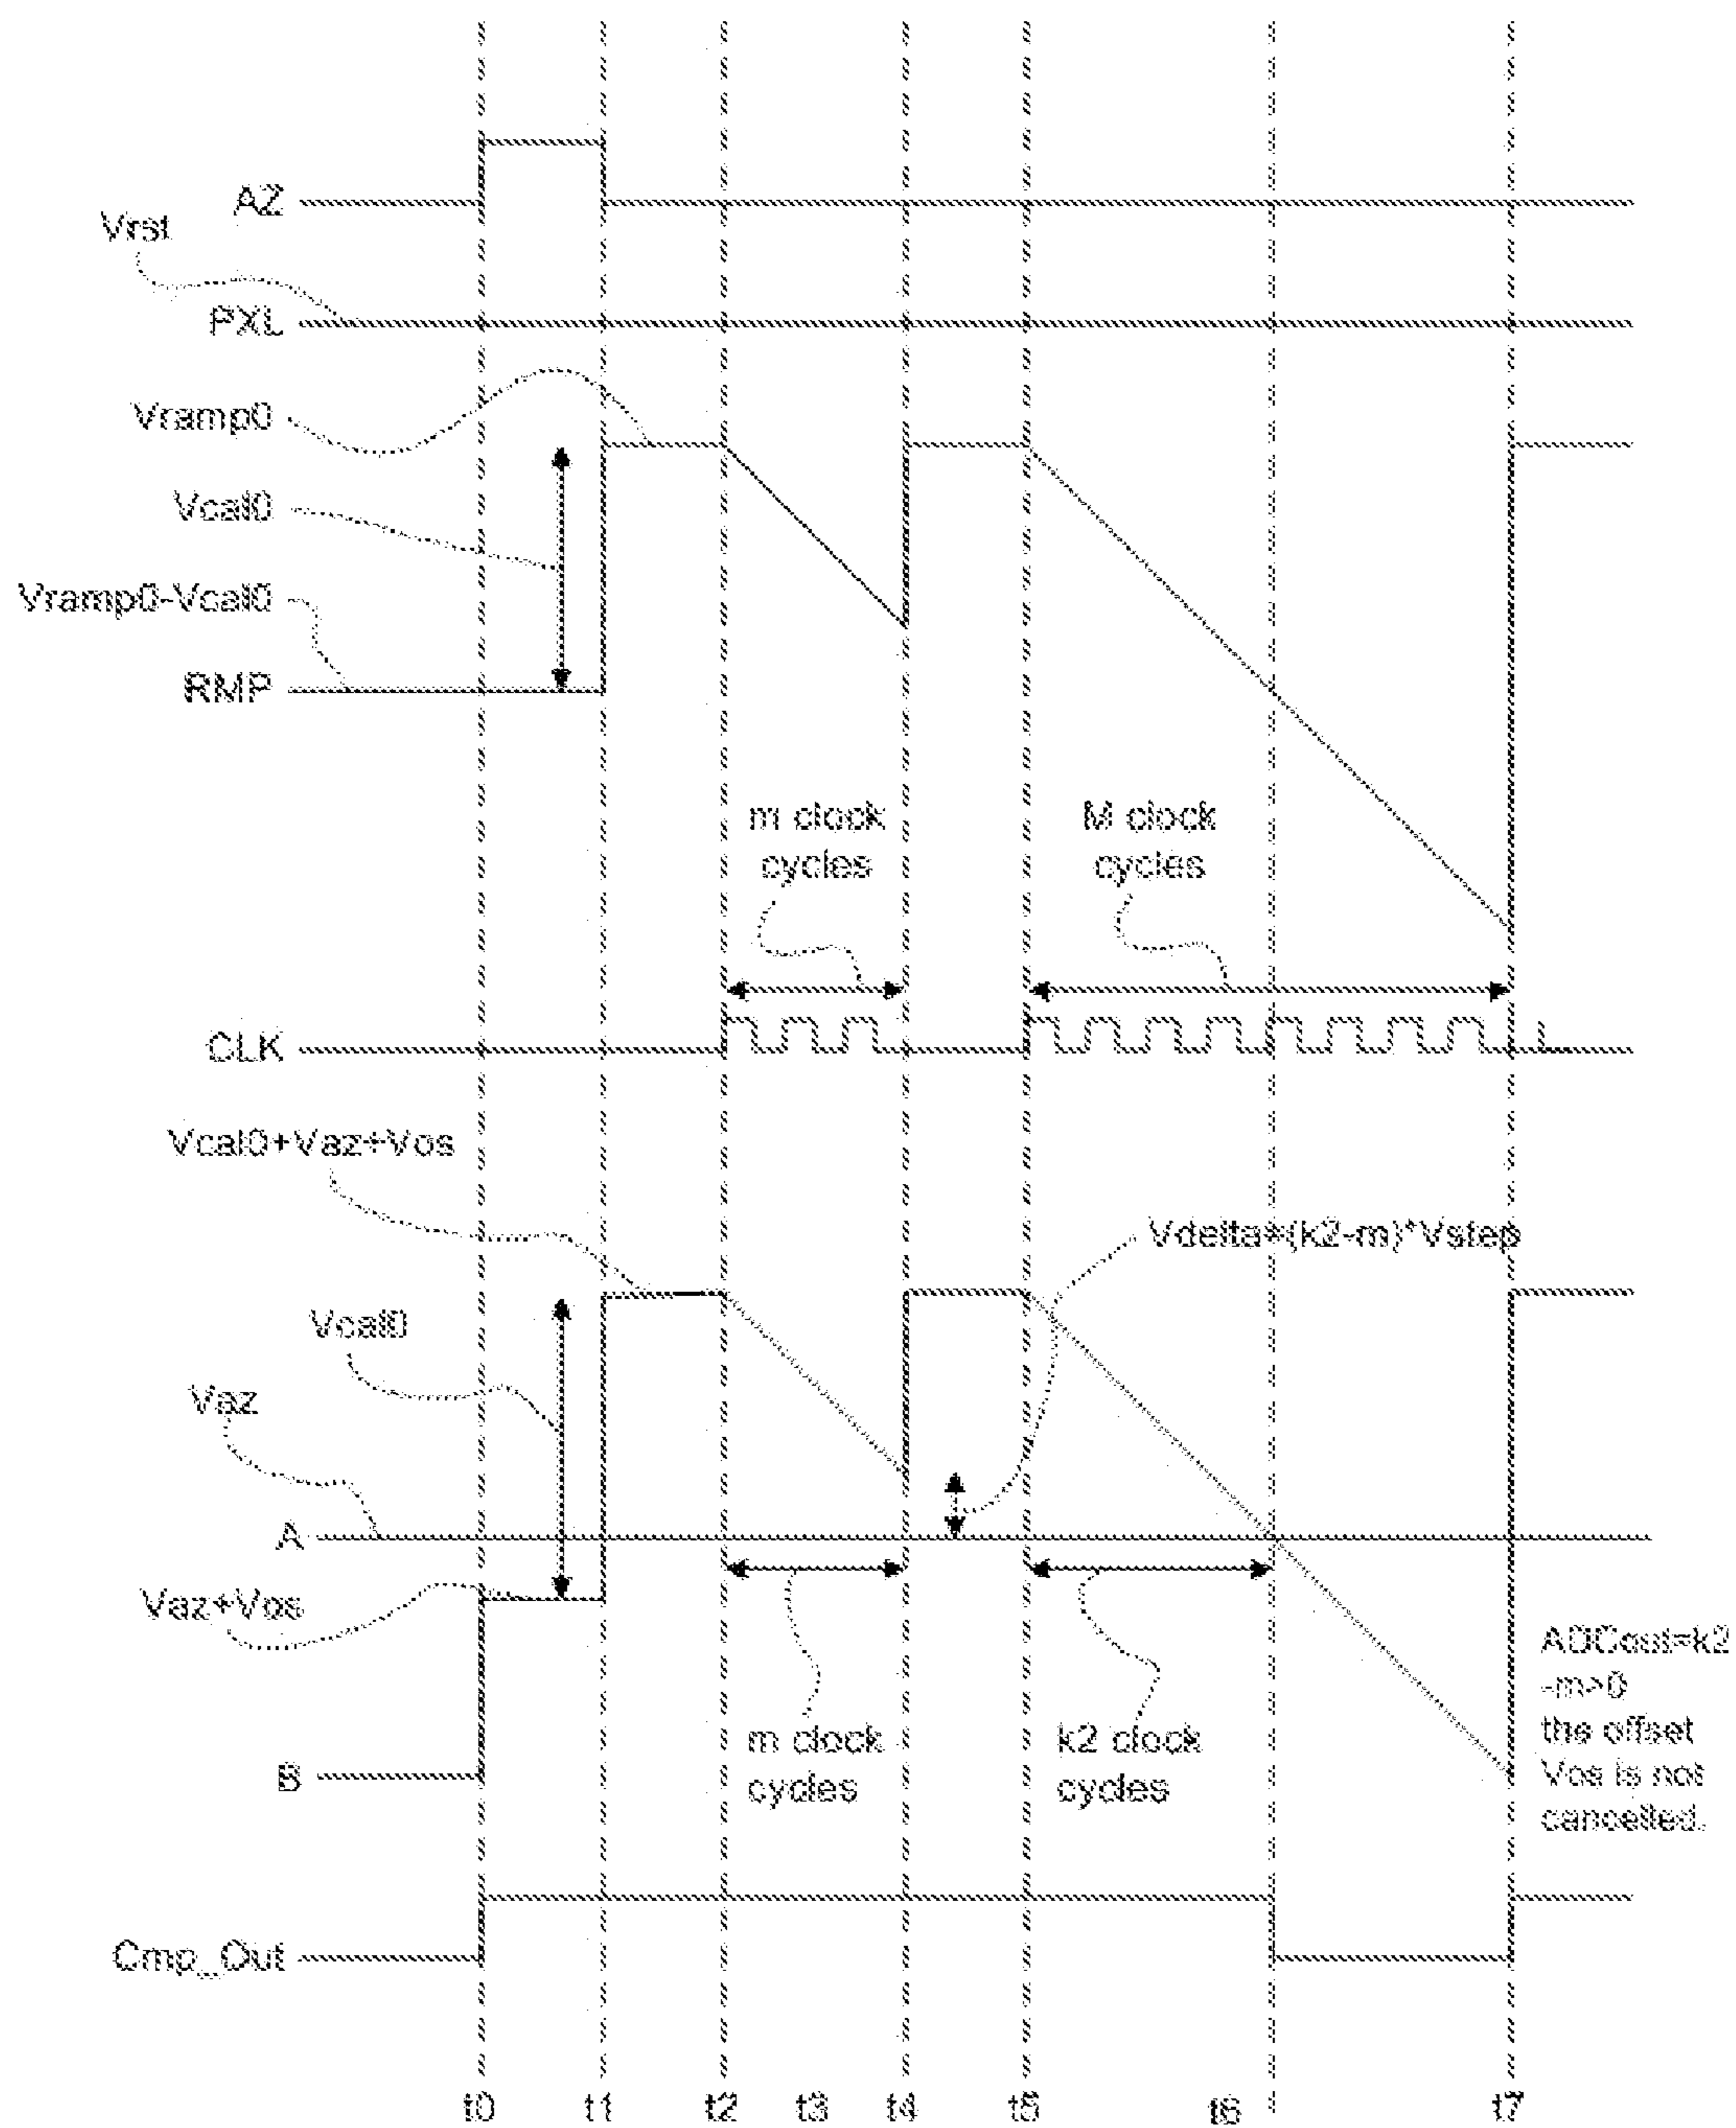 AZ
Vrst
PXL
Vramp0
Vcal0
Vramp0-Vcal0
RMP
m clock
cycles
M clock
cycles
CLK
Vcal0+Vaz+Vos
Vdelta=(k2-m)*Vstep
Vcal0
Vaz
A
Vaz+Vos
m clock
cycles
k2 clock
cycles
ADCout=k2
-m>0
the offset
Vos is not
cancelled.
B
Cmp_Out
t0 t1 t2 t3 t4 t5 t6 t7